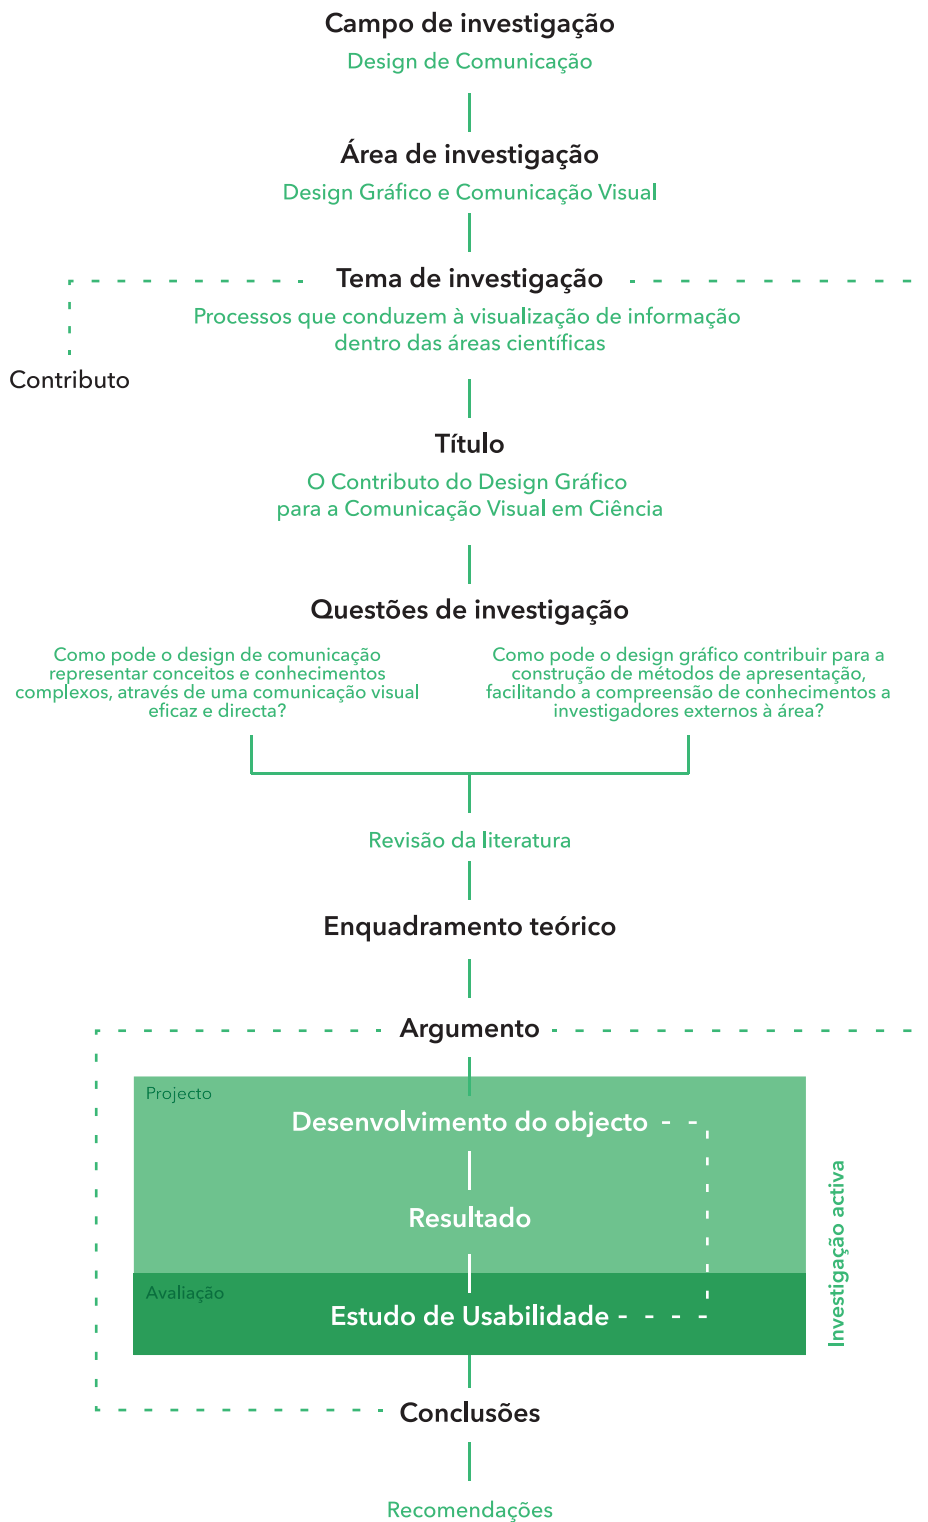 Campo de investigação
Design de Comunicação
Área de investigação
Design Gráfico e Comunicação Visual
Tema de investigação
Processos que conduzem à visualização de informação
dentro das áreas científicas
Contributo
Título
O Contributo do Design Gráfico
para a Comunicação Visual em Ciência
Questões de investigação
Como pode o design de comunicação
representar conceitos e conhecimentos
complexos, através de uma comunicação visual
eficaz e directa?
Como pode o design gráfico contribuir para a
construção de métodos de apresentação,
facilitando a compreensão de conhecimentos a
investigadores externos à área?
Revisão da literatura
Enquadramento teórico
Argumento
Projecto
Desenvolvimento do objecto
Resultado
Investigação activa
Avaliação
Estudo de Usabilidade
Conclusões
Recomendações